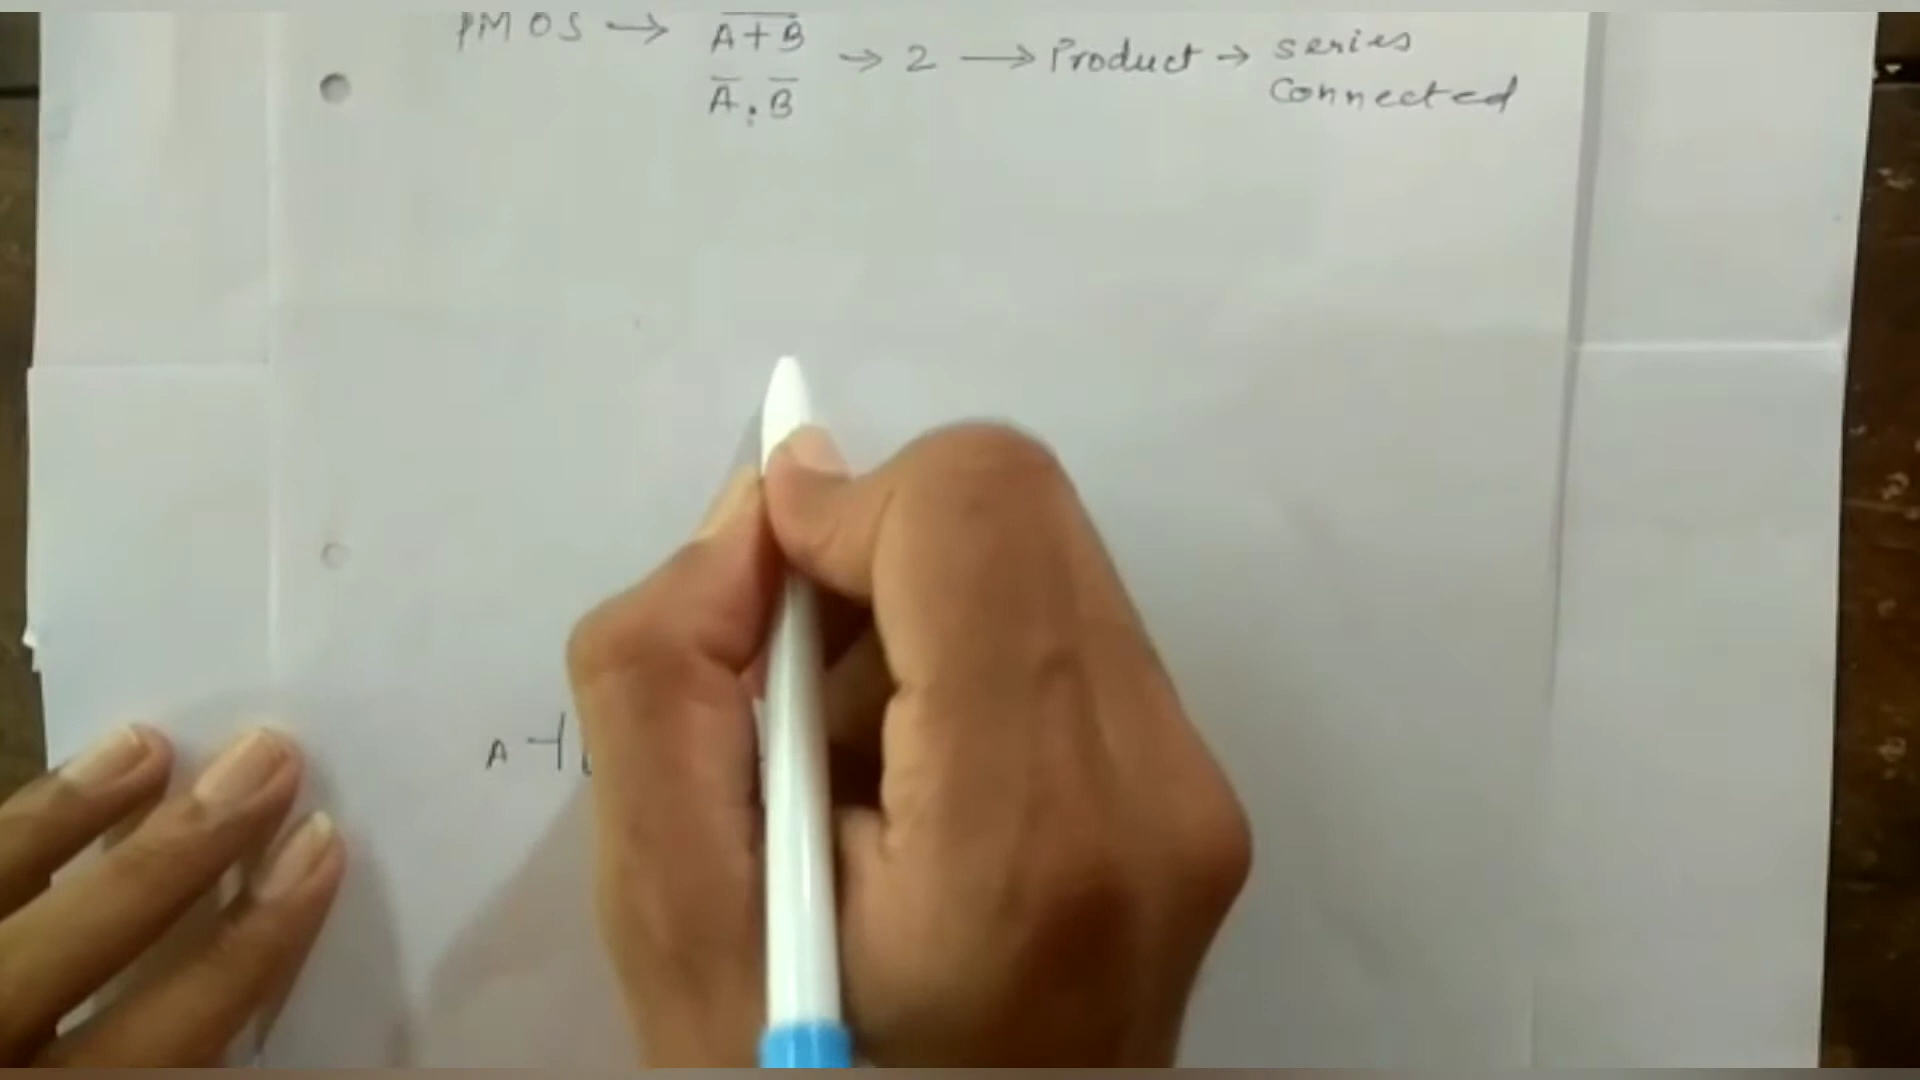 PMOS → A̅+̅B̅ → 2 → Product → series
A̅ . B̅ Connected
A